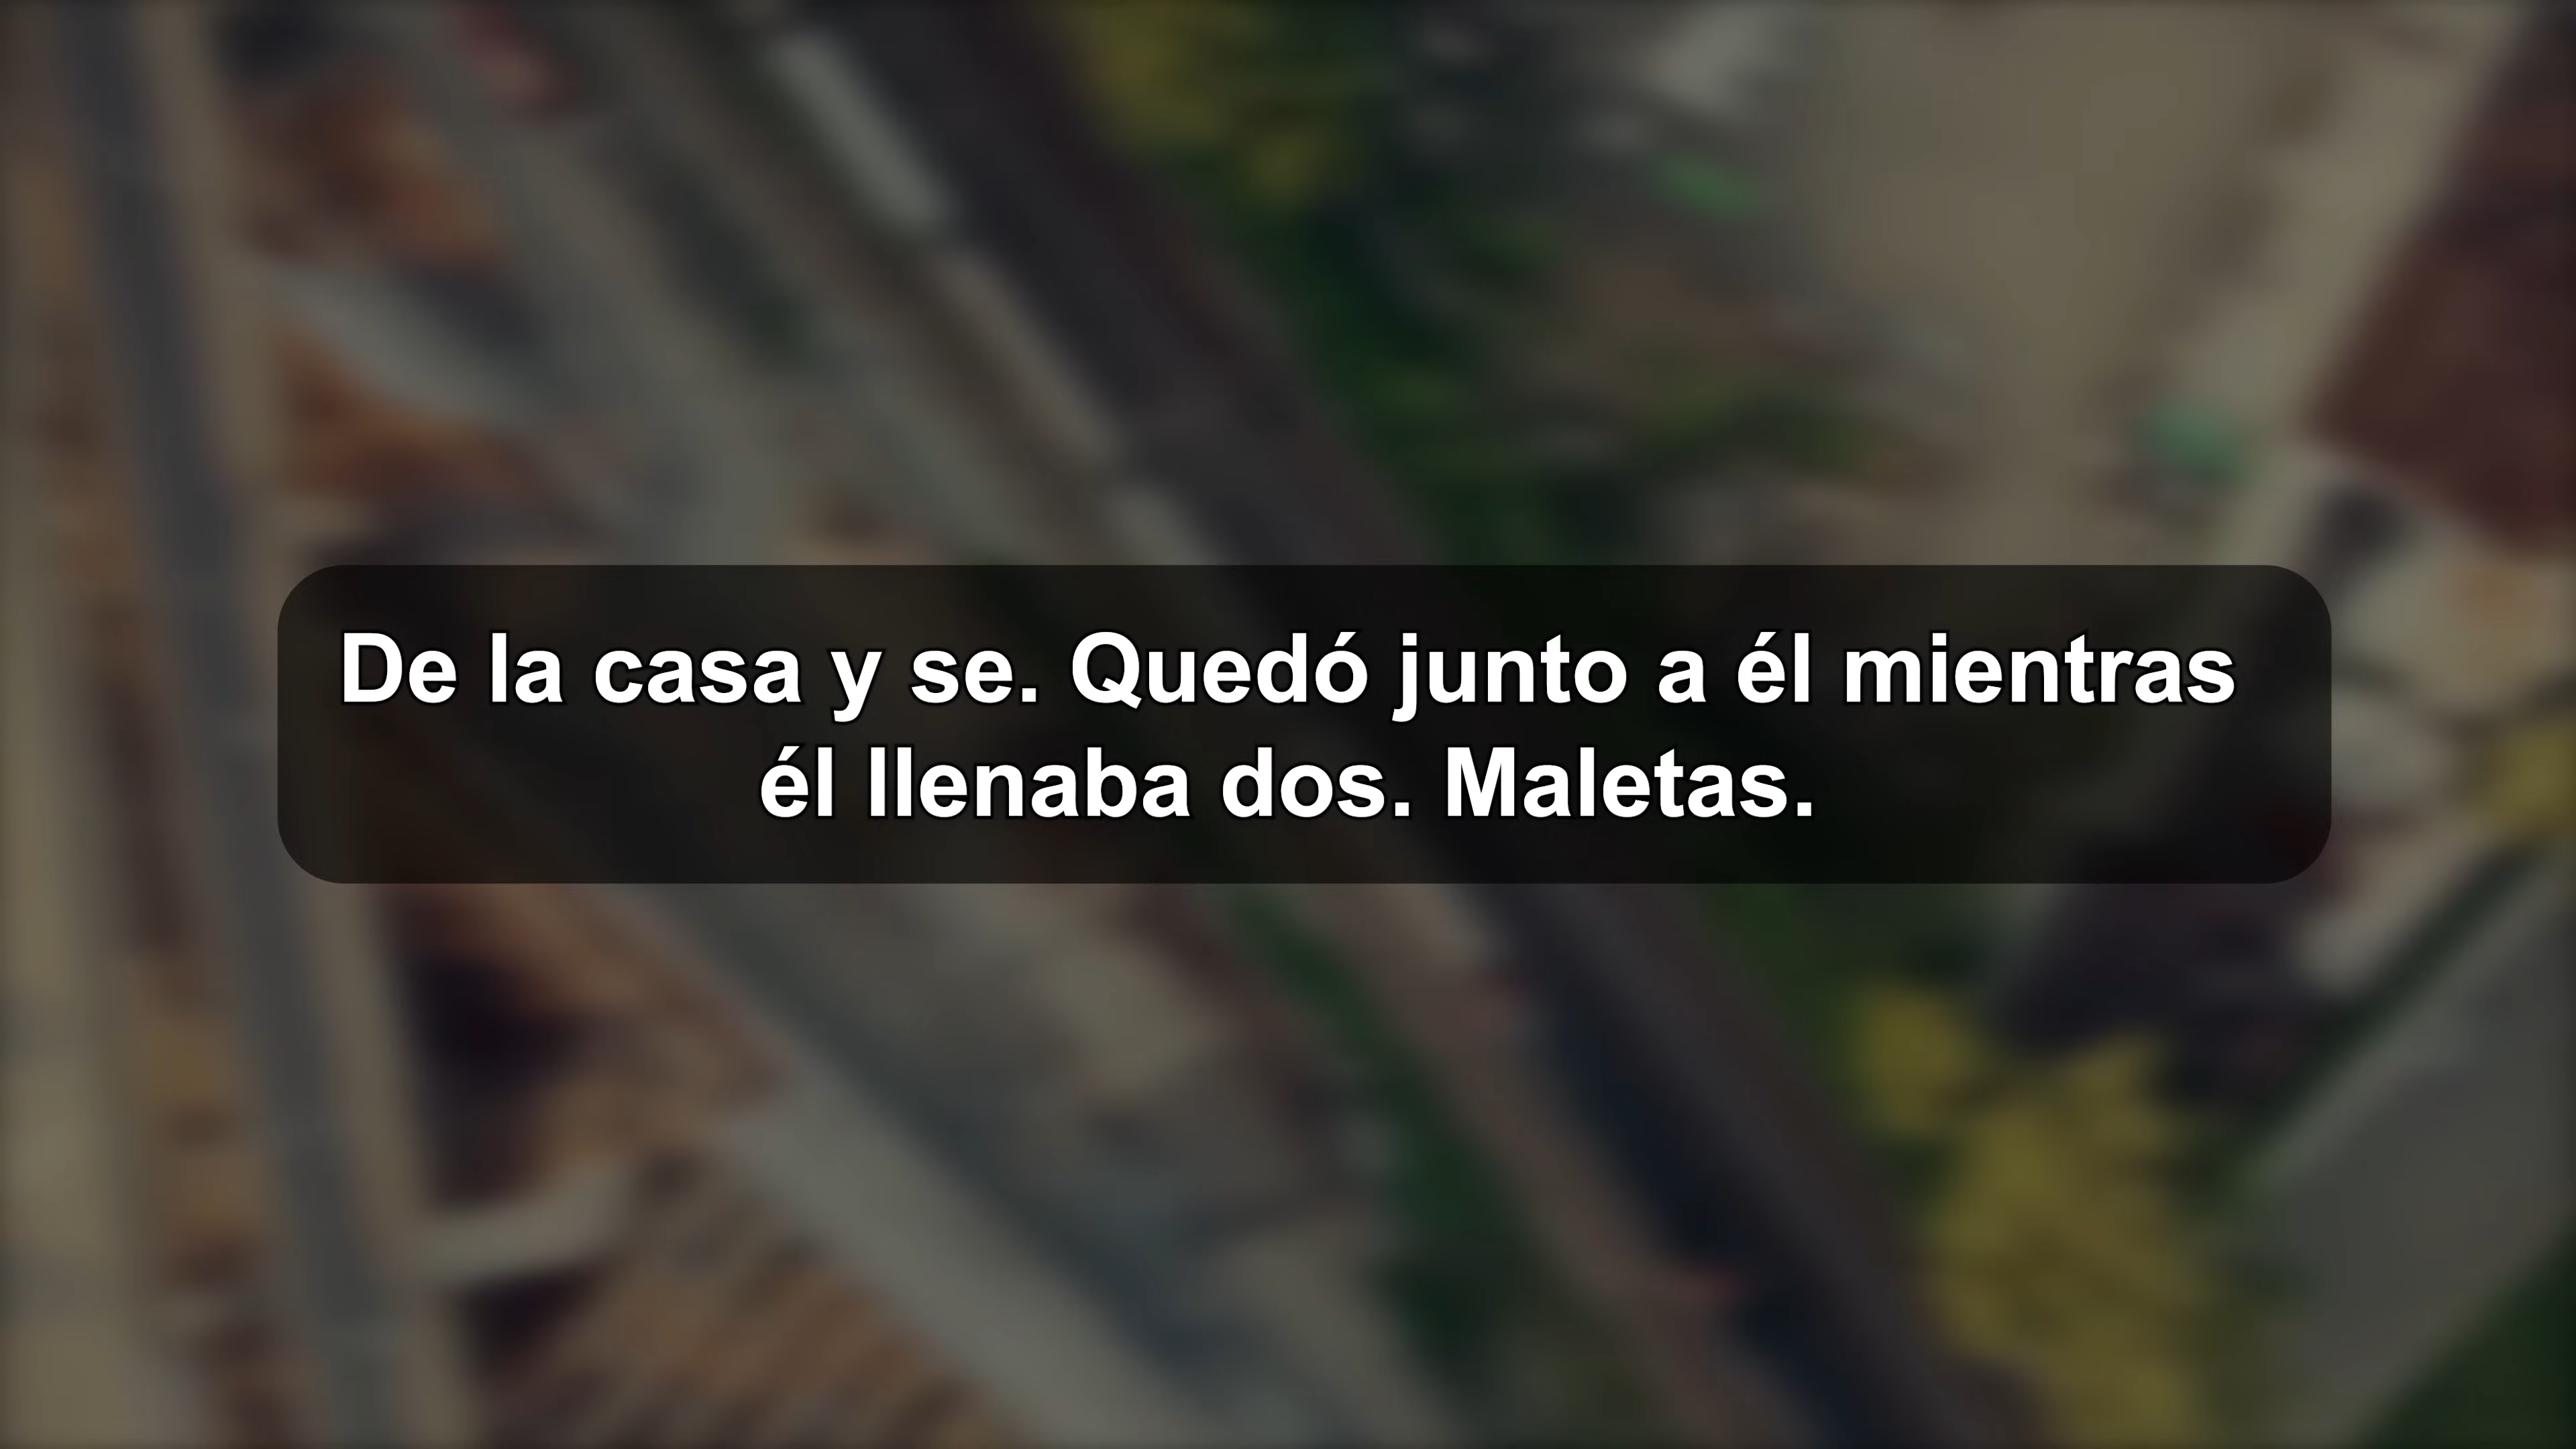 De la casa y se. Quedó junto a él mientras
él llenaba dos. Maletas.